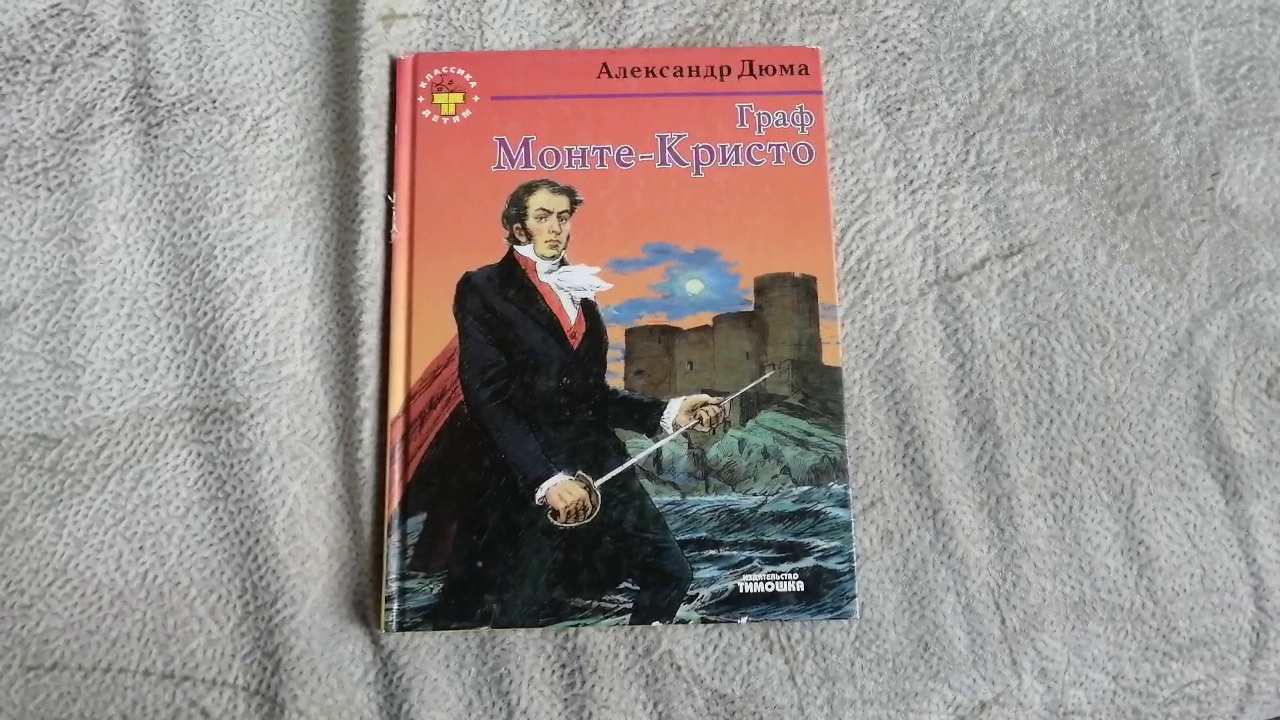 КЛАССИКА
ДЕТЯМ
Александр Дюма
Граф
Монте-Кристо
ИЗДАТЕЛЬСТВО
ТИМОШКА